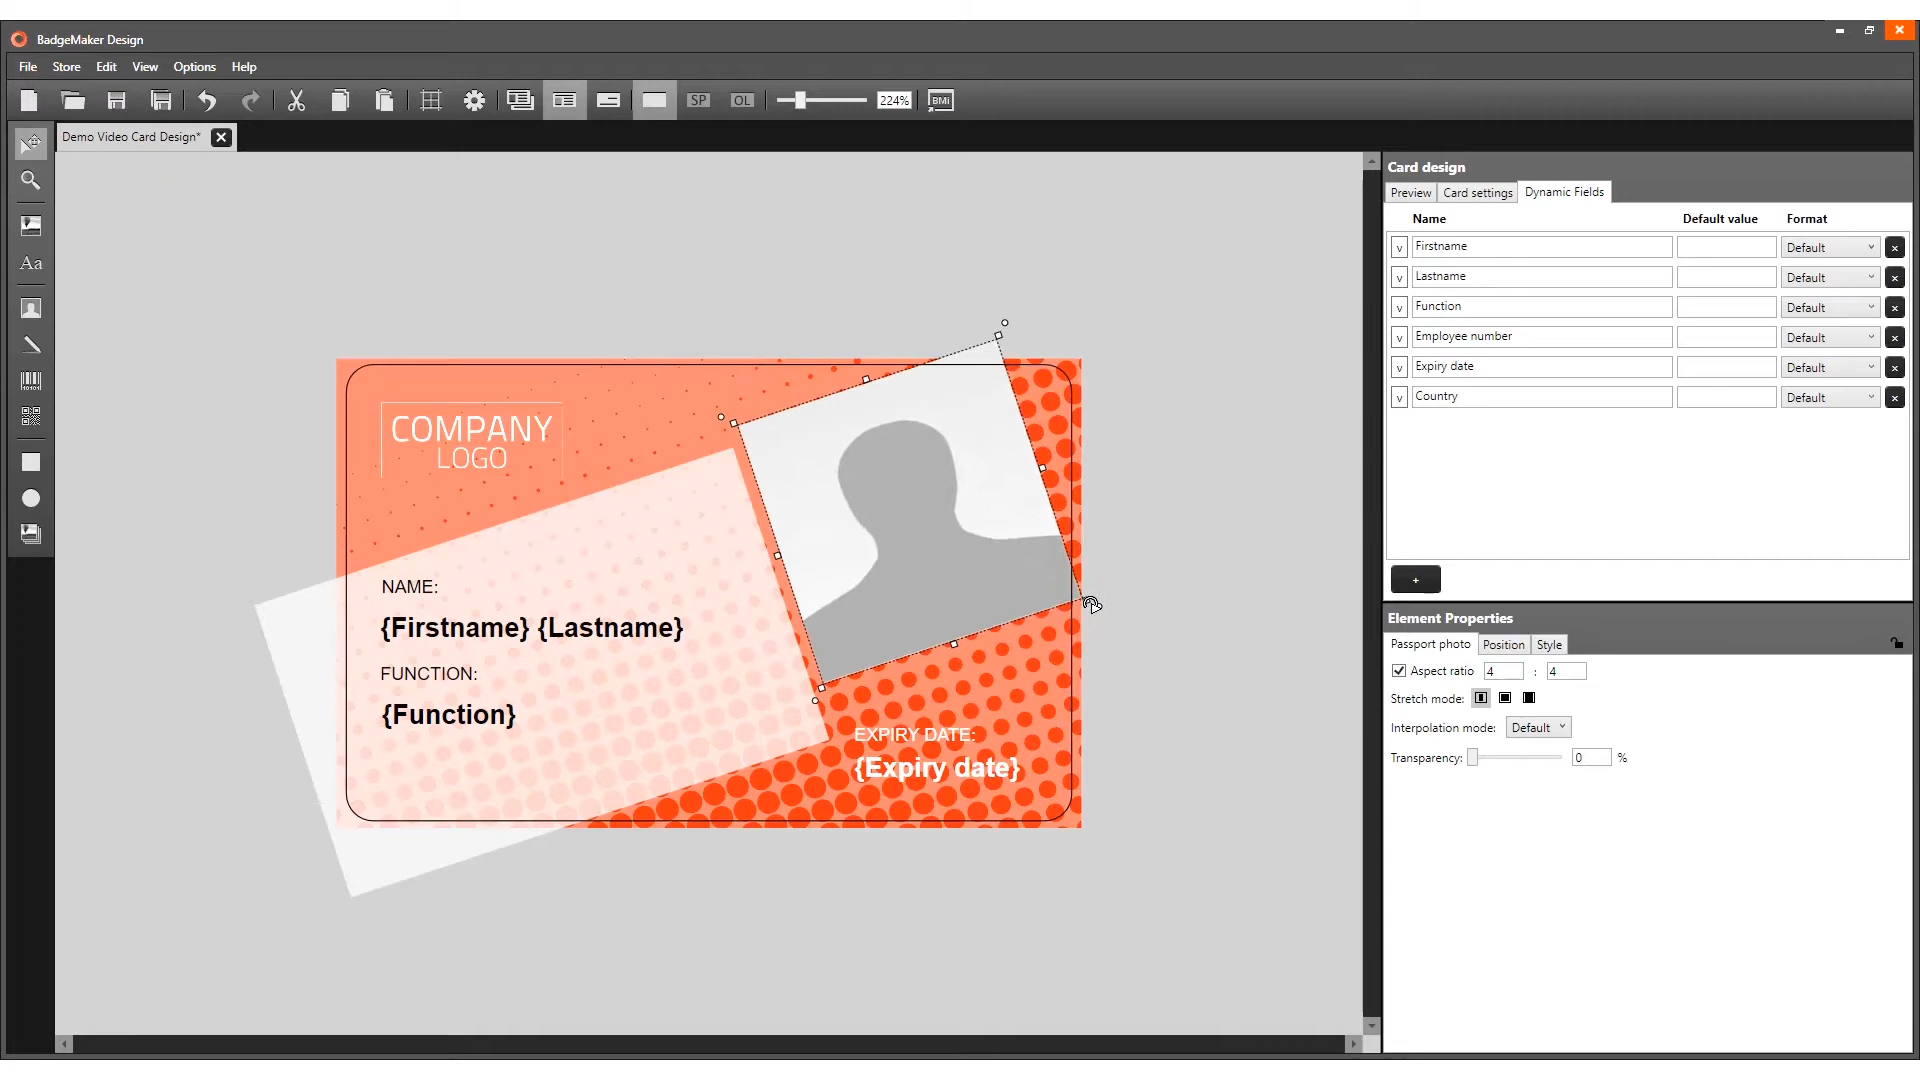 BadgeMaker Design
File Store Edit View Options Help
SP OL 224% BMi
Demo Video Card Design*
Aa
COMPANY
LOGO
NAME:
{Firstname} {Lastname}
FUNCTION:
{Function}
EXPIRY DATE:
{Expiry date}
Card design
Preview Card settings Dynamic Fields
Name Default value Format
v Firstname Default x
v Lastname Default x
v Function Default x
v Employee number Default x
v Expiry date Default x
v Country Default x
+
Element Properties
Passport photo Position Style
Aspect ratio 4 : 4
Stretch mode:
Interpolation mode: Default
Transparency: 0 %